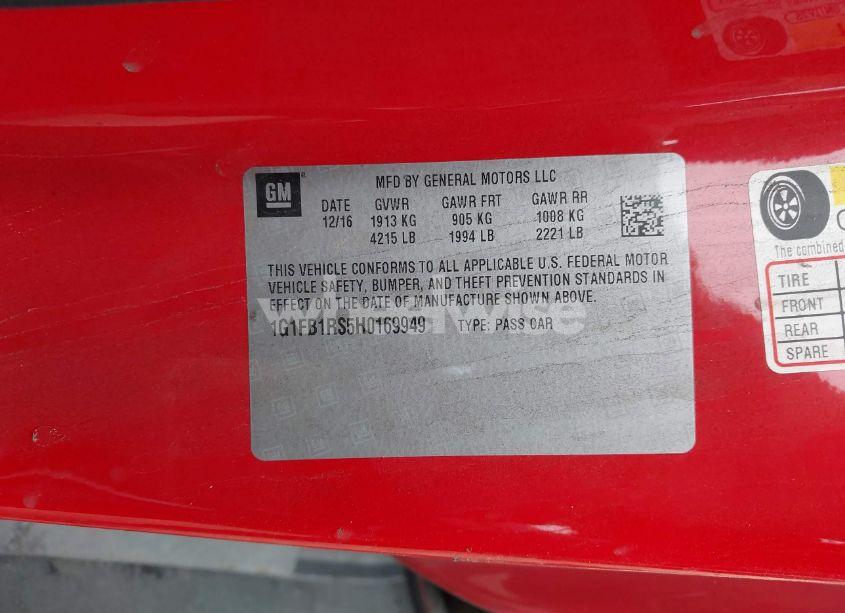 GM
MFD BY GENERAL MOTORS LLC
DATE GVWR GAWR FRT GAWR RR
12/16 1913 KG 905 KG 1008 KG
4215 LB 1994 LB 2221 LB
THIS VEHICLE CONFORMS TO ALL APPLICABLE U.S. FEDERAL MOTOR
VEHICLE SAFETY, BUMPER, AND THEFT PREVENTION STANDARDS IN
EFFECT ON THE DATE OF MANUFACTURE SHOWN ABOVE.
1G1FB1RS5H0169949 TYPE: PASS CAR
The combined
TIRE
FRONT
REAR
SPARE